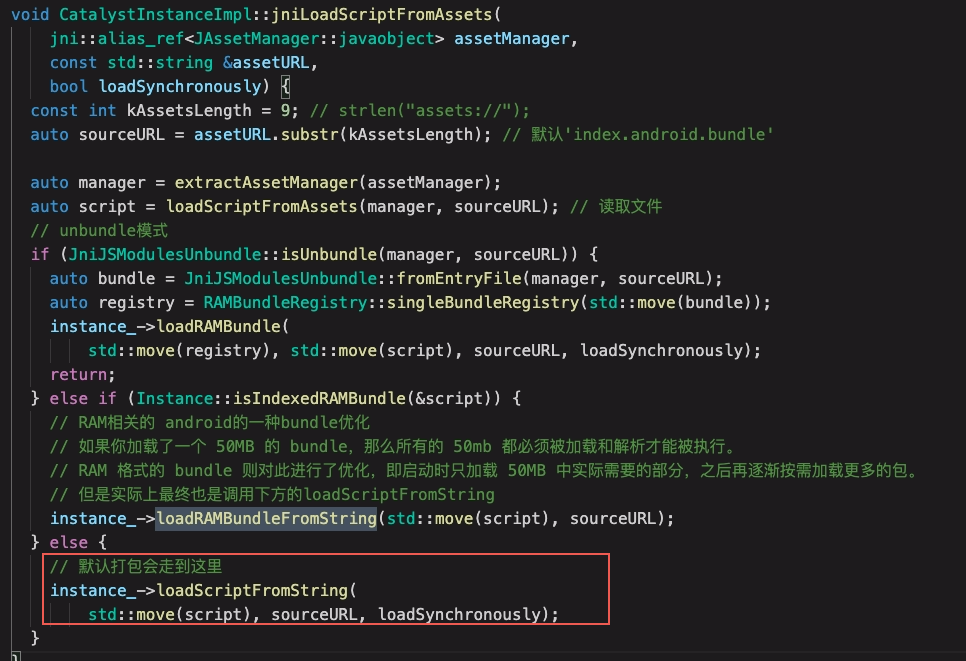 void CatalystInstanceImpl::jniLoadScriptFromAssets(
    jni::alias_ref<JAssetManager::javaobject> assetManager,
    const std::string &assetURL,
    bool loadSynchronously) {
  const int kAssetsLength = 9; // strlen("assets://");
  auto sourceURL = assetURL.substr(kAssetsLength); // 默认'index.android.bundle'

  auto manager = extractAssetManager(assetManager);
  auto script = loadScriptFromAssets(manager, sourceURL); // 读取文件
  // unbundle模式
  if (JniJSModulesUnbundle::isUnbundle(manager, sourceURL)) {
    auto bundle = JniJSModulesUnbundle::fromEntryFile(manager, sourceURL);
    auto registry = RAMBundleRegistry::singleBundleRegistry(std::move(bundle));
    instance_->loadRAMBundle(
        std::move(registry), std::move(script), sourceURL, loadSynchronously);
    return;
  } else if (Instance::isIndexedRAMBundle(&script)) {
    // RAM相关的 android的一种bundle优化
    // 如果你加载了一个 50MB 的 bundle，那么所有的 50mb 都必须被加载和解析才能被执行。
    // RAM 格式的 bundle 则对此进行了优化，即启动时只加载 50MB 中实际需要的部分，之后再逐渐按需加载更多的包。
    // 但是实际上最终也是调用下方的loadScriptFromString
    instance_->loadRAMBundleFromString(std::move(script), sourceURL);
  } else {
    // 默认打包会走到这里
    instance_->loadScriptFromString(
        std::move(script), sourceURL, loadSynchronously);
  }
}